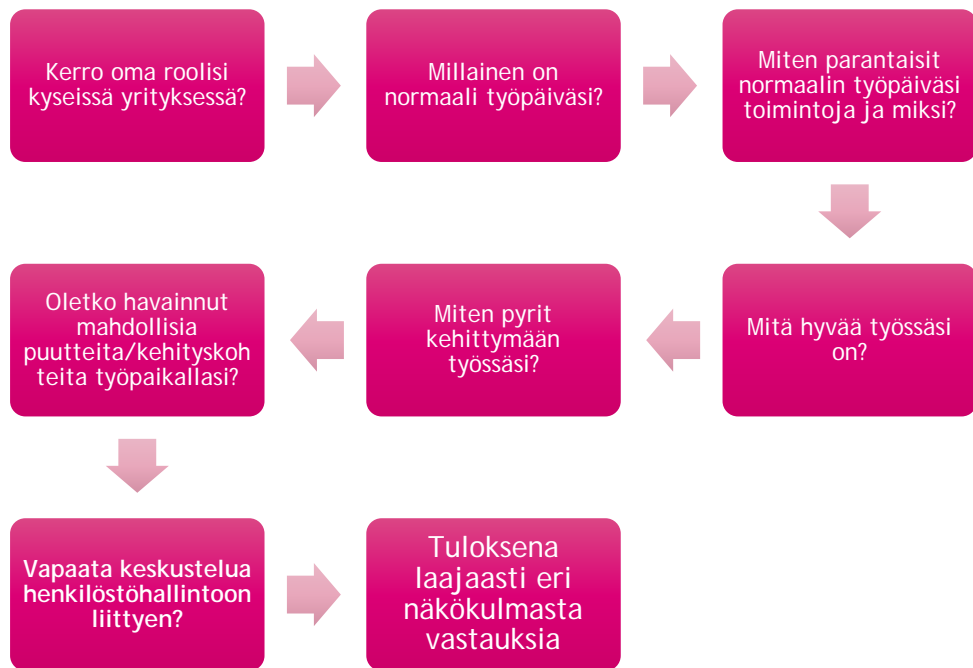 Kerro oma roolisi
kyseissä yrityksessä?
Millainen on
normaali työpäiväsi?
Miten parantaisit
normaalin työpäiväsi
toimintoja ja miksi?
Mitä hyvää työssäsi
on?
Miten pyrit
kehittymään
työssäsi?
Oletko havainnut
mahdollisia
puutteita/kehityskoh
teita työpaikallasi?
Vapaata keskustelua
henkilöstöhallintoon
liittyen?
Tuloksena
laajaasti eri
näkökulmasta
vastauksia